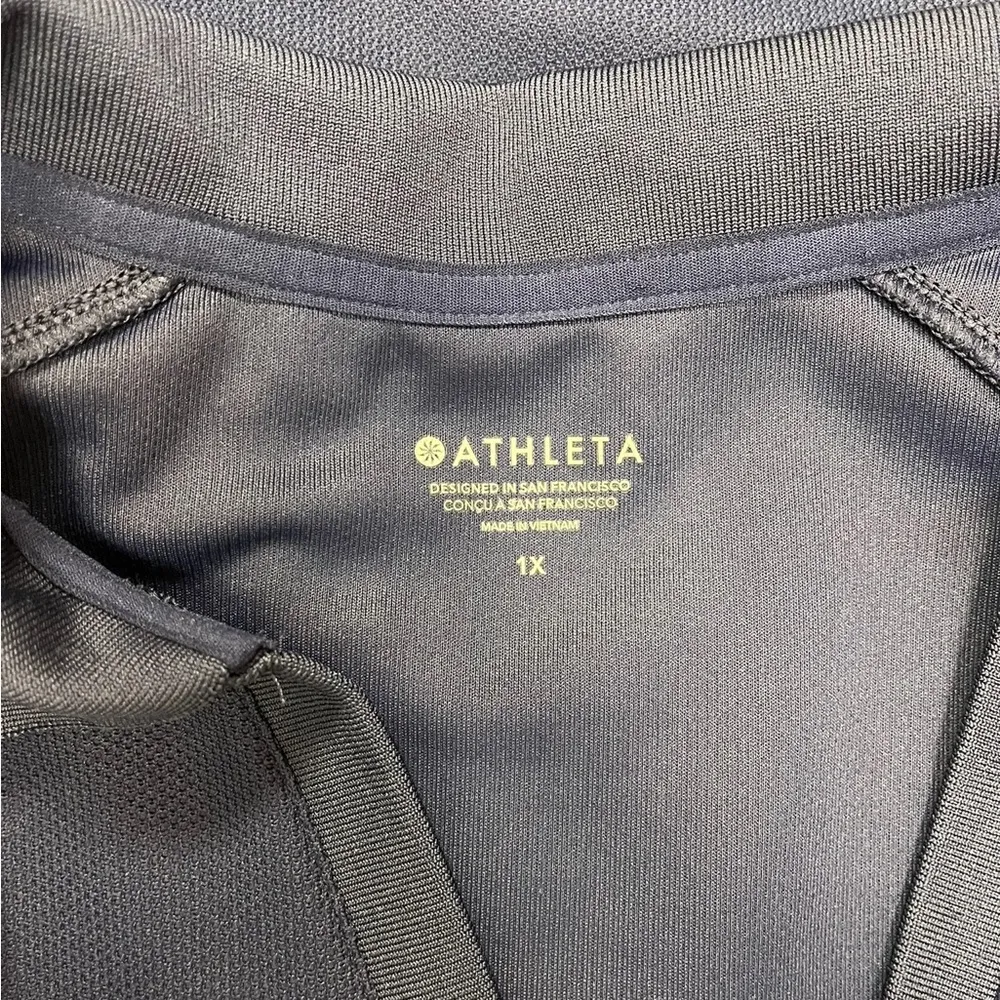 ATHLETA
DESIGNED IN SAN FRANCISCO
CONÇU A SAN FRANCISCO
MADE IN VIETNAM
1X